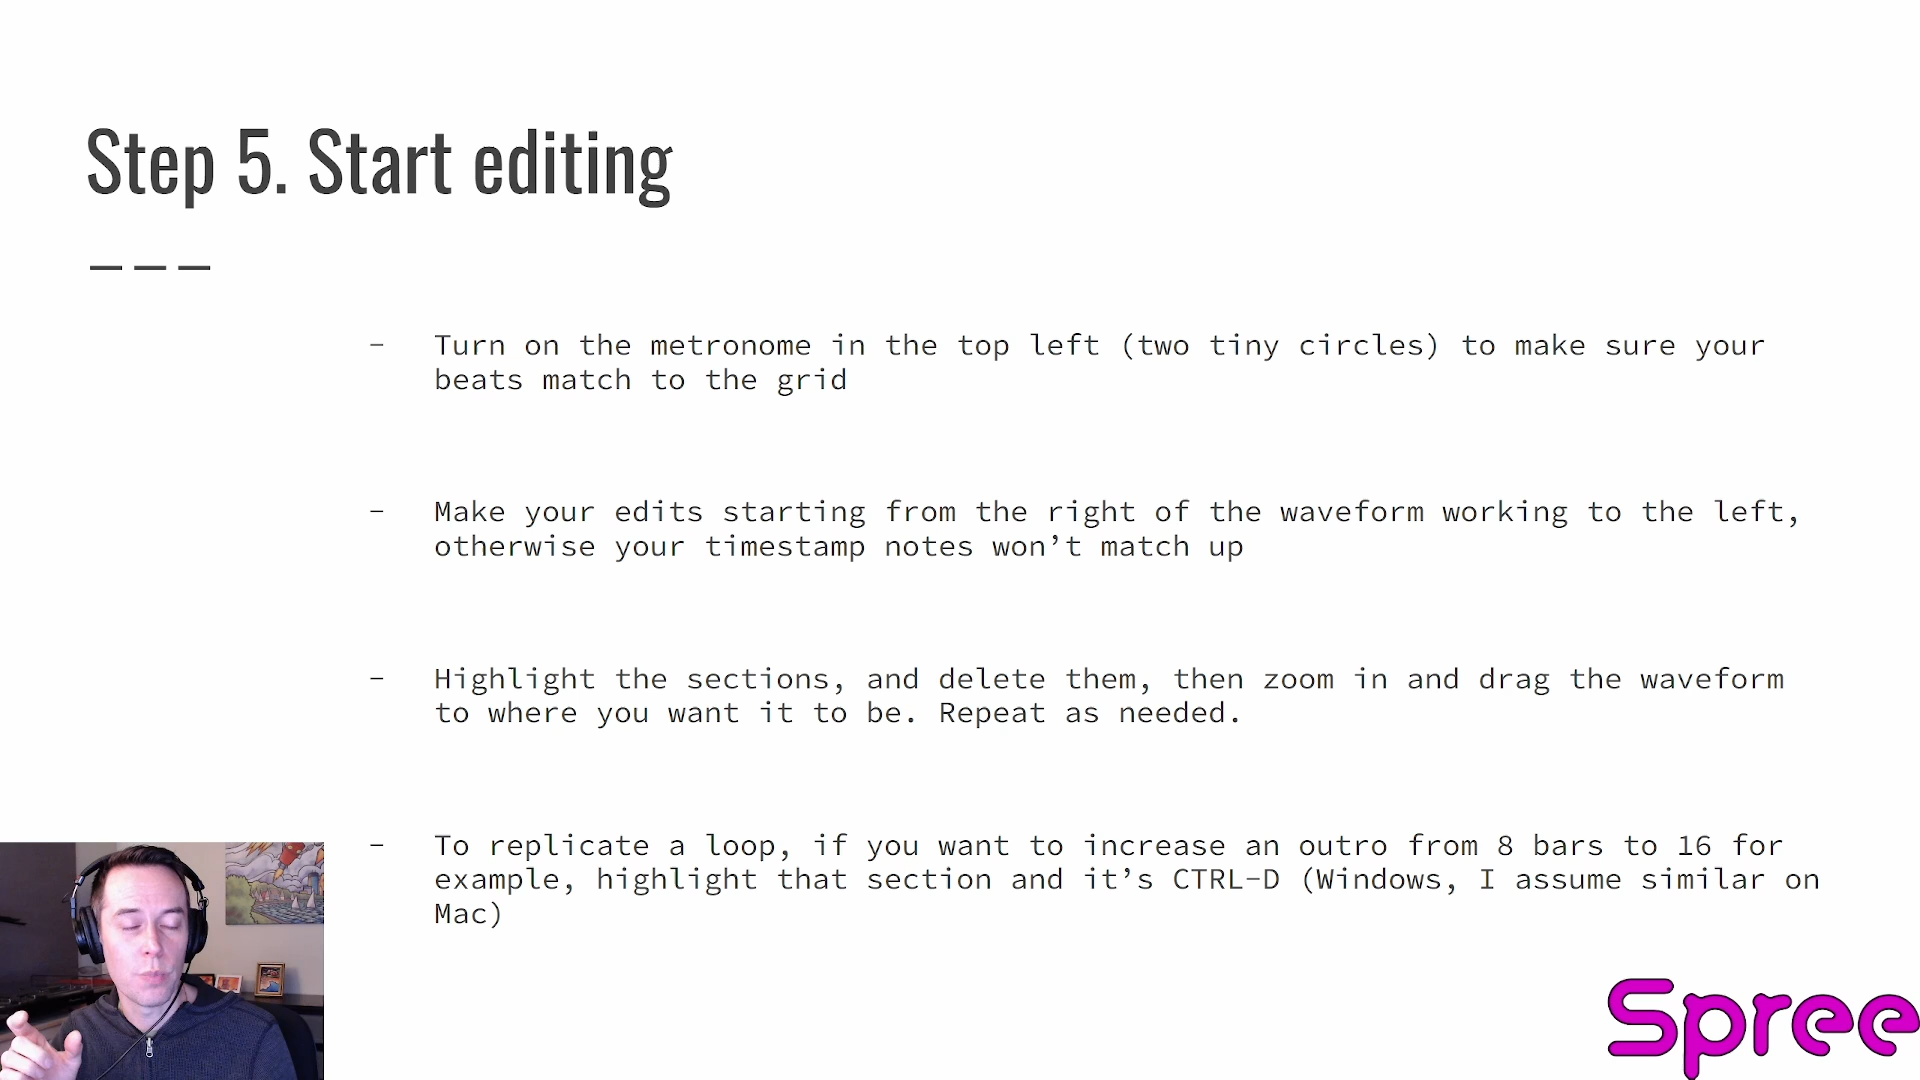 Step 5. Start editing
- Turn on the metronome in the top left (two tiny circles) to make sure your
beats match to the grid
- Make your edits starting from the right of the waveform working to the left,
otherwise your timestamp notes won’t match up
- Highlight the sections, and delete them, then zoom in and drag the waveform
to where you want it to be. Repeat as needed.
- To replicate a loop, if you want to increase an outro from 8 bars to 16 for
example, highlight that section and it’s CTRL-D (Windows, I assume similar on
Mac)
Spree